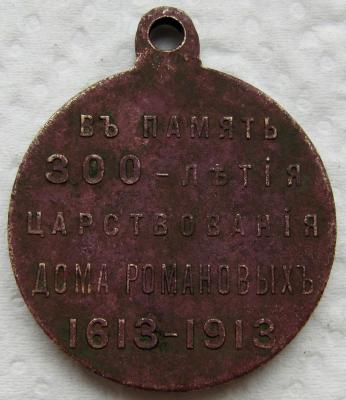 ВЪ ПАМЯТЬ
300-ЛѢТІЯ
ЦАРСТВОВАНІЯ
ДОМА РОМАНОВЫХЪ
1613-1913